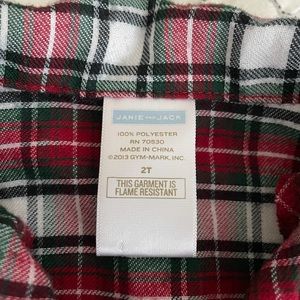 JANIE AND JACK
100% POLYESTER
RN 70530
MADE IN CHINA
©2013 GYM-MARK, INC.
2T
THIS GARMENT IS
FLAME RESISTANT